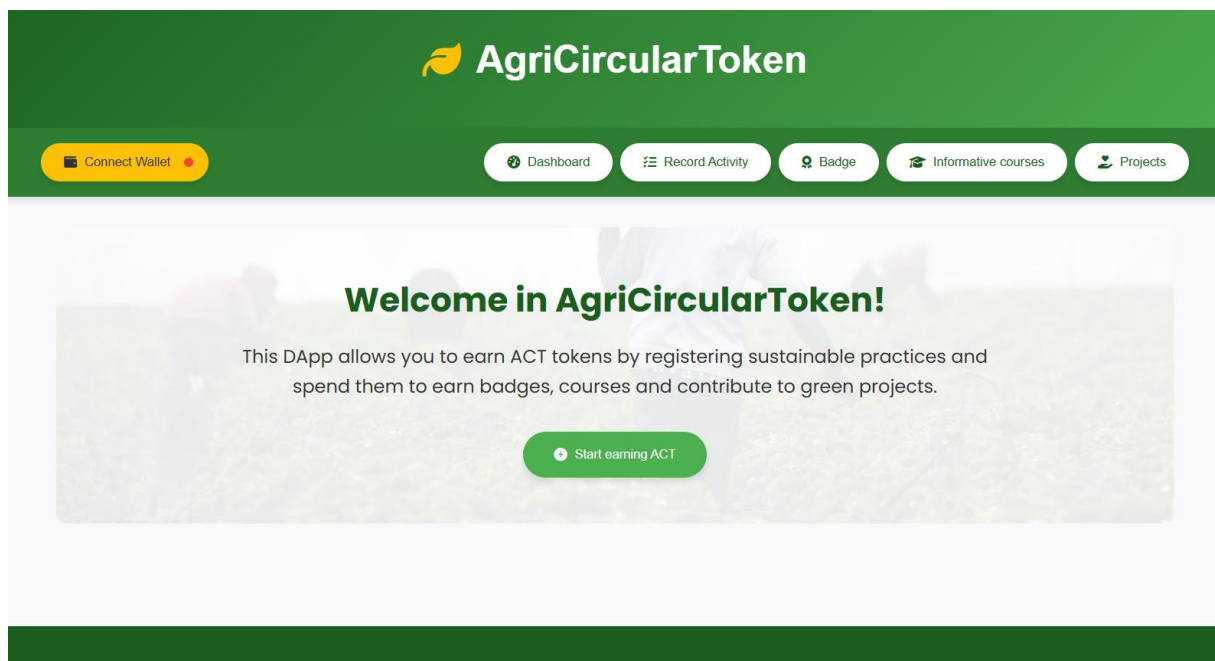 AgriCircularToken
Connect Wallet
Dashboard
Record Activity
Badge
Informative courses
Projects
Welcome in AgriCircularToken!
This DApp allows you to earn ACT tokens by registering sustainable practices and
spend them to earn badges, courses and contribute to green projects.
Start earning ACT